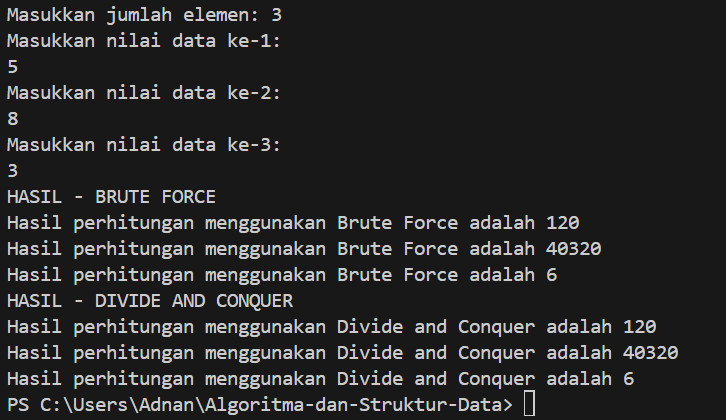 Masukkan jumlah elemen: 3
Masukkan nilai data ke-1:
5
Masukkan nilai data ke-2:
8
Masukkan nilai data ke-3:
3
HASIL - BRUTE FORCE
Hasil perhitungan menggunakan Brute Force adalah 120
Hasil perhitungan menggunakan Brute Force adalah 40320
Hasil perhitungan menggunakan Brute Force adalah 6
HASIL - DIVIDE AND CONQUER
Hasil perhitungan menggunakan Divide and Conquer adalah 120
Hasil perhitungan menggunakan Divide and Conquer adalah 40320
Hasil perhitungan menggunakan Divide and Conquer adalah 6
PS C:\Users\Adnan\Algoritma-dan-Struktur-Data>